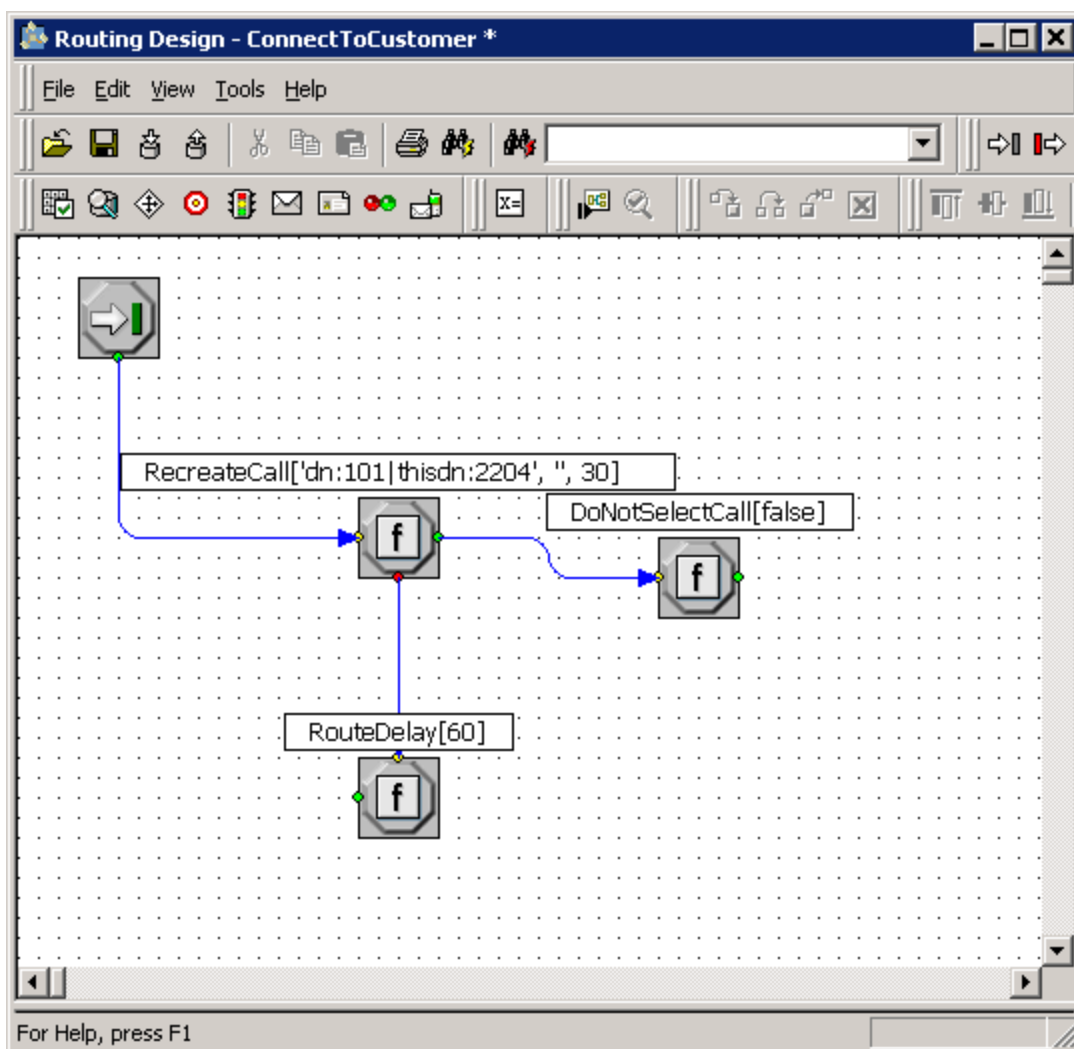 Routing Design - ConnectToCustomer *
File Edit View Tools Help
X=
RecreateCall['dn:101|thisdn:2204', '', 30]
DoNotSelectCall[false]
f
f
RouteDelay[60]
f
For Help, press F1